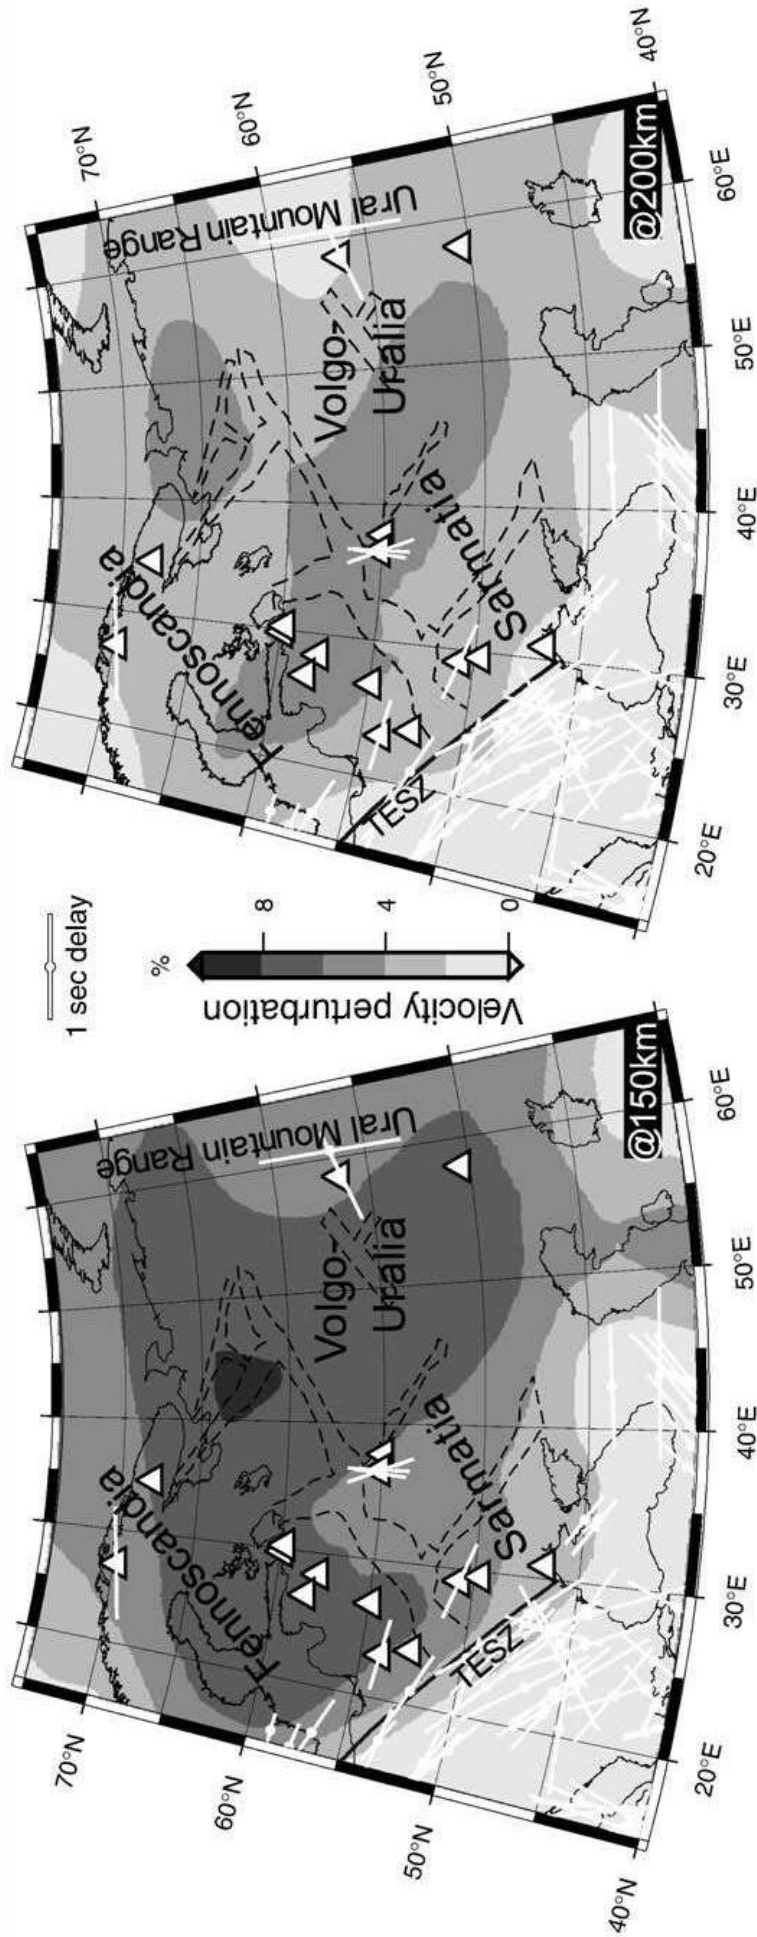 70°N
60°N
50°N
40°N
Fennoscandia
Volgo-
Uralia
Sarmatia
Ural Mountain Range
TESZ
20°E
30°E
40°E
50°E
60°E
@150km
1 sec delay
%
8
4
0
Velocity perturbation
70°N
60°N
50°N
40°N
Fennoscandia
Volgo-
Uralia
Sarmatia
Ural Mountain Range
TESZ
20°E
30°E
40°E
50°E
60°E
@200km